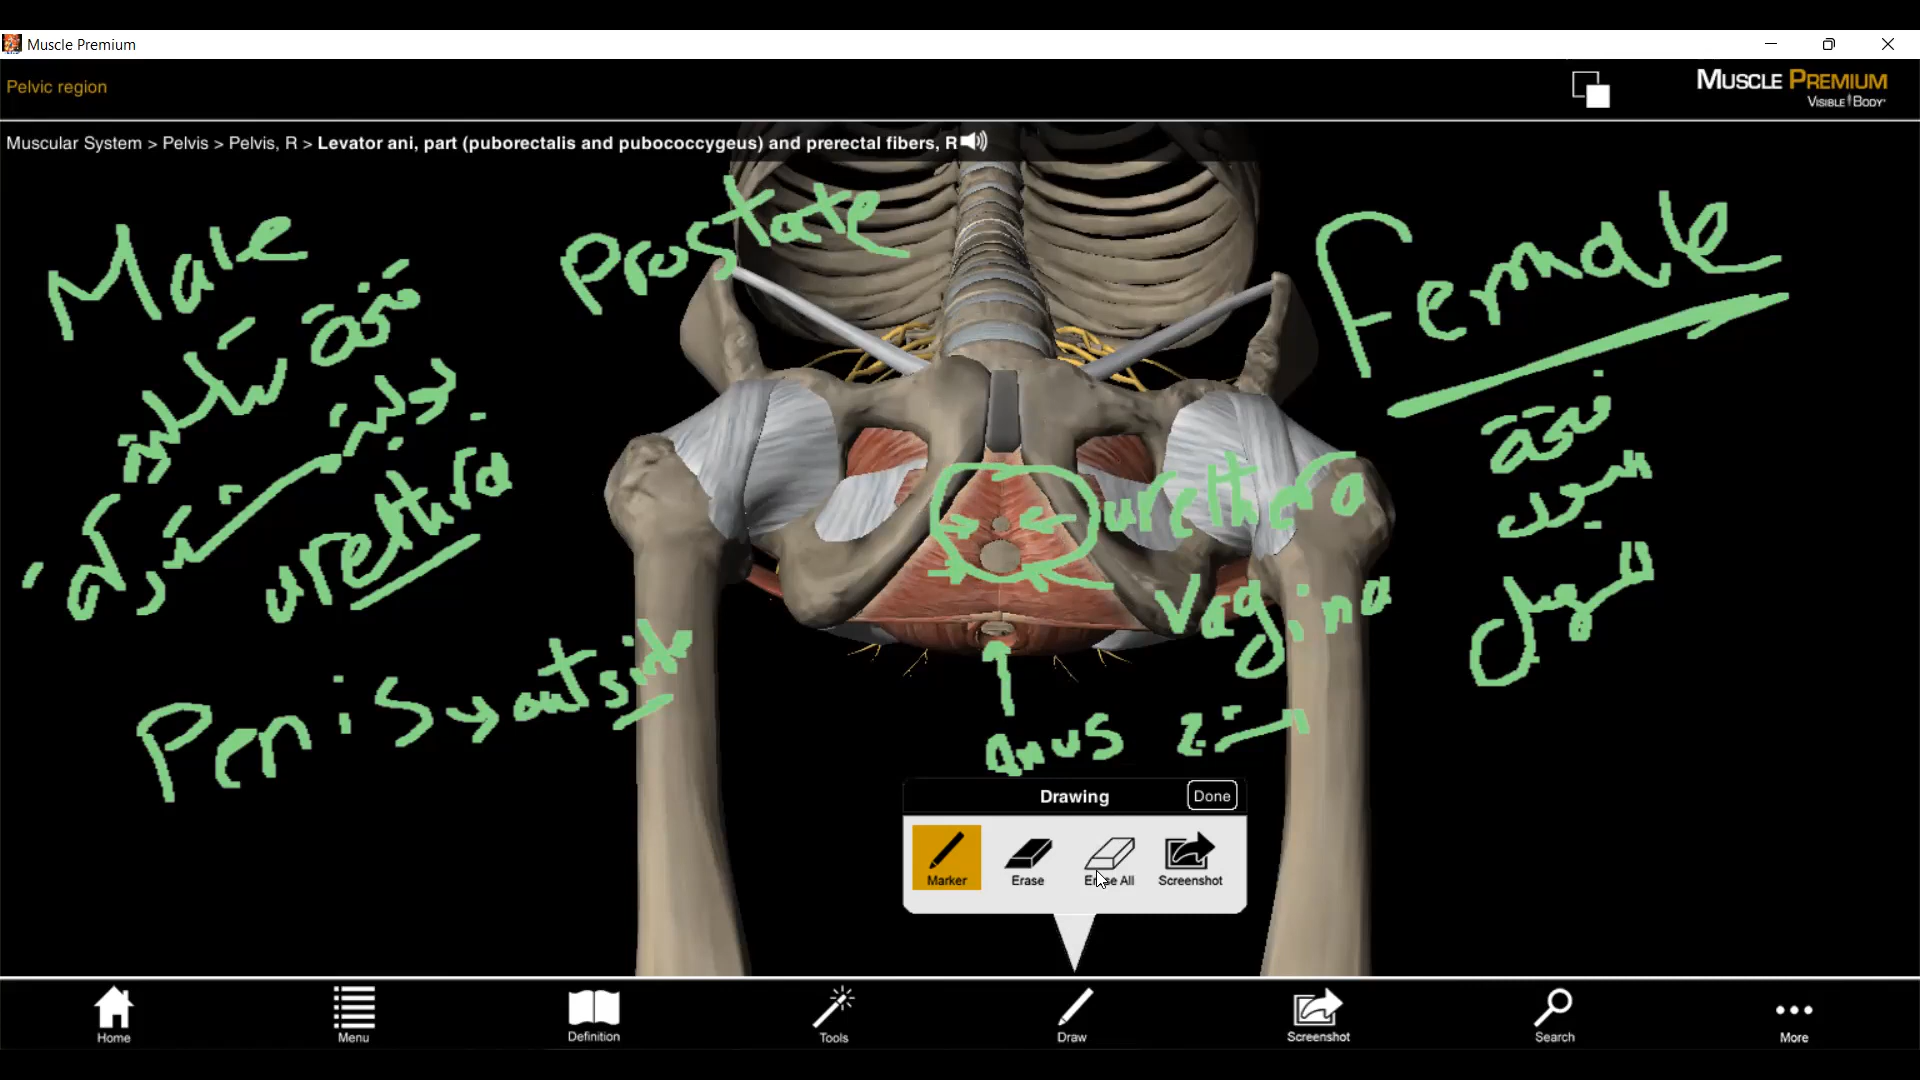 Muscle Premium
Pelvic region
MUSCLE PREMIUM
VISIBLE BODY
Muscular System > Pelvis > Pelvis, R > Levator ani, part (puborectalis and pubococcygeus) and prerectal fibers, R
Male
Prostate
Female
urethra
urethera
vagina
Penis → outside
anus
Drawing
Done
Marker
Erase
Erase All
Screenshot
Home
Menu
Definition
Tools
Draw
Screenshot
Search
More